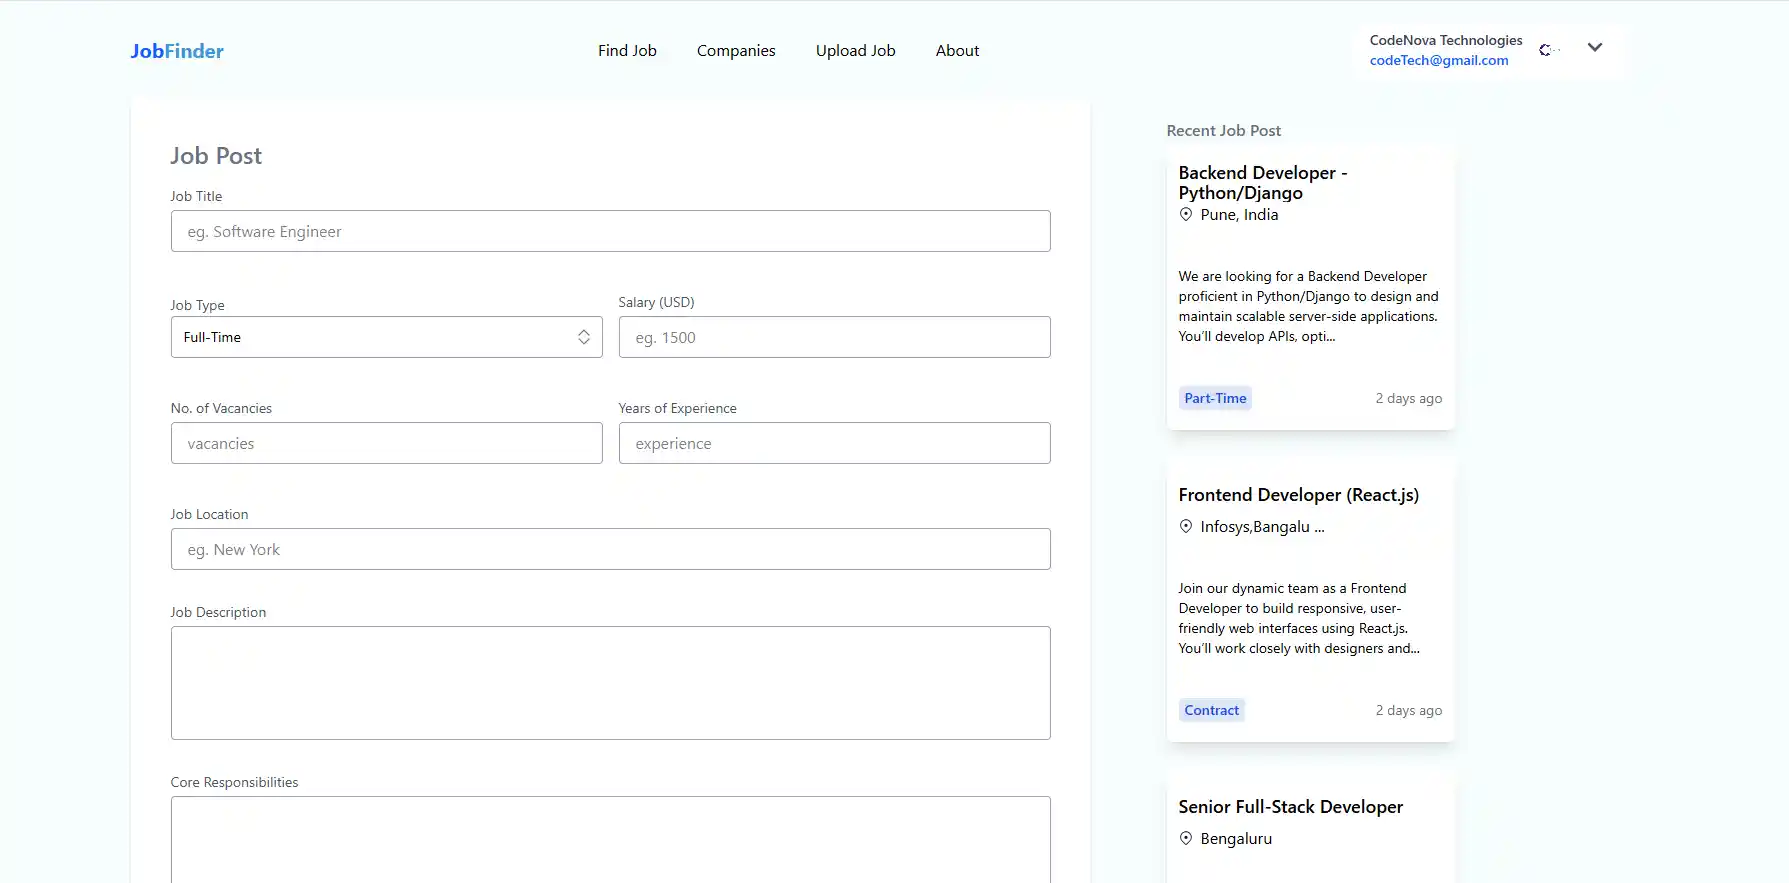 JobFinder
Find Job
Companies
Upload Job
About
CodeNova Technologies
codeTech@gmail.com
Job Post
Job Title
eg. Software Engineer
Job Type
Salary (USD)
Full-Time
eg. 1500
No. of Vacancies
Years of Experience
vacancies
experience
Job Location
eg. New York
Job Description
Core Responsibilities
Recent Job Post
Backend Developer -
Python/Django
Pune, India
We are looking for a Backend Developer
proficient in Python/Django to design and
maintain scalable server-side applications.
You'll develop APIs, opti...
Part-Time
2 days ago
Frontend Developer (React.js)
Infosys,Bangalu ...
Join our dynamic team as a Frontend
Developer to build responsive, user-
friendly web interfaces using React.js.
You'll work closely with designers and...
Contract
2 days ago
Senior Full-Stack Developer
Bengaluru